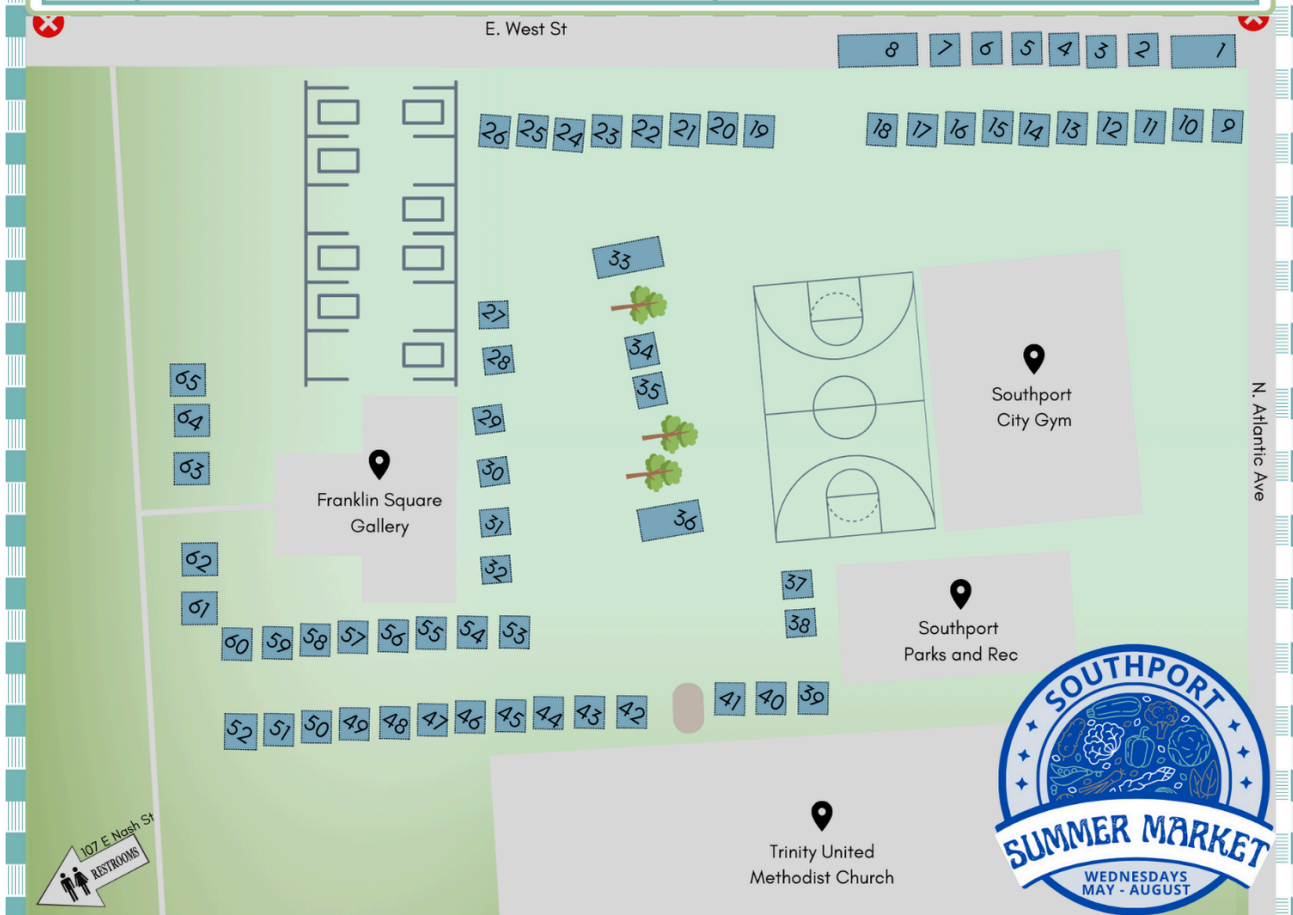 E. West St
8 7 6 5 4 3 2 1
26 25 24 23 22 21 20 19 18 17 16 15 14 13 12 11 10 9
33
27
34
28
35
65
64
29
63
30
36
31
62
32
61
37
38
Southport
City Gym
N. Atlantic Ave
Franklin Square
Gallery
Southport
Parks and Rec
60 59 58 57 56 55 54 53
52 51 50 49 48 47 46 45 44 43 42 41 40 39
Trinity United
Methodist Church
107 E Nash St
RESTROOMS
SOUTHPORT
SUMMER MARKET
WEDNESDAYS
MAY - AUGUST